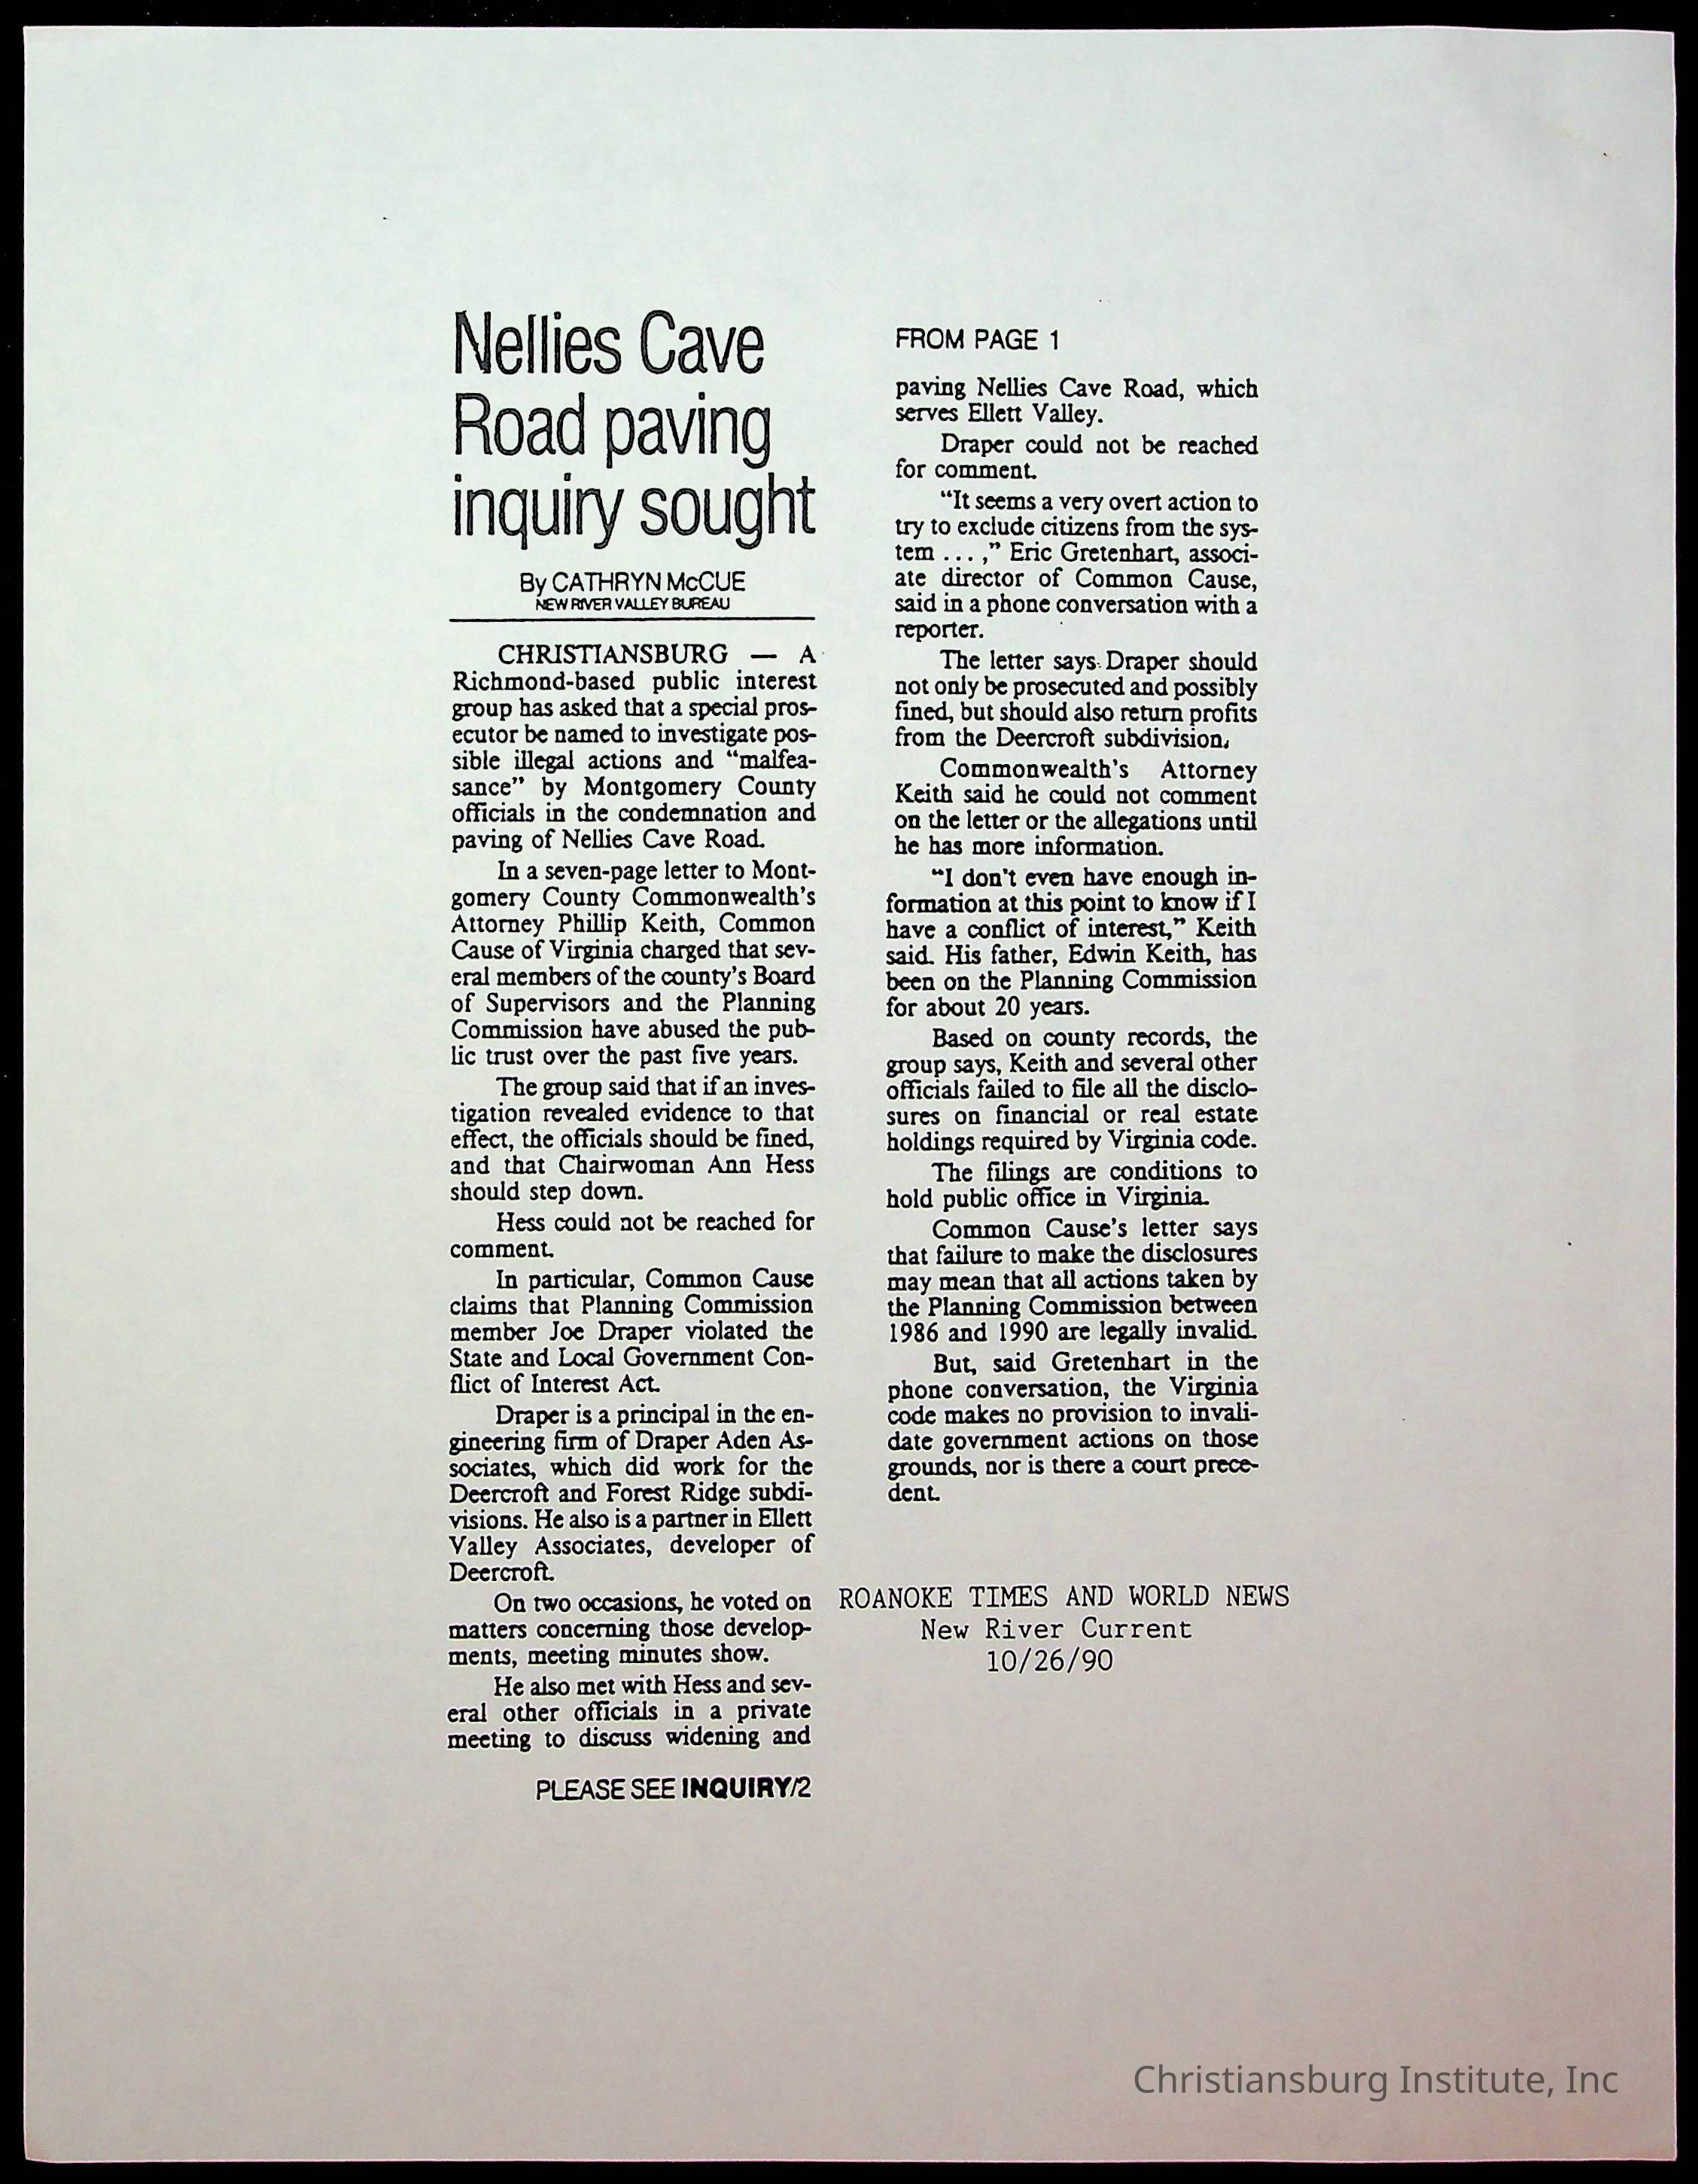 Nellies Cave
Road paving
inquiry sought
By CATHRYN McCUE
NEW RIVER VALLEY BUREAU
CHRISTIANSBURG — A
Richmond-based public interest
group has asked that a special pros-
ecutor be named to investigate pos-
sible illegal actions and “malfea-
sance” by Montgomery County
officials in the condemnation and
paving of Nellies Cave Road.
In a seven-page letter to Mont-
gomery County Commonwealth's
Attorney Phillip Keith, Common
Cause of Virginia charged that sev-
eral members of the county's Board
of Supervisors and the Planning
Commission have abused the pub-
lic trust over the past five years.
The group said that if an inves-
tigation revealed evidence to that
effect, the officials should be fined,
and that Chairwoman Ann Hess
should step down.
Hess could not be reached for
comment.
In particular, Common Cause
claims that Planning Commission
member Joe Draper violated the
State and Local Government Con-
flict of Interest Act.
Draper is a principal in the en-
gineering firm of Draper Aden As-
sociates, which did work for the
Deercroft and Forest Ridge subdi-
visions. He also is a partner in Ellett
Valley Associates, developer of
Deercroft.
On two occasions, he voted on
matters concerning those develop-
ments, meeting minutes show.
He also met with Hess and sev-
eral other officials in a private
meeting to discuss widening and
PLEASE SEE INQUIRY/2
FROM PAGE 1
paving Nellies Cave Road, which
serves Ellett Valley.
Draper could not be reached
for comment.
“It seems a very overt action to
try to exclude citizens from the sys-
tem . . . ,” Eric Gretenhart, associ-
ate director of Common Cause,
said in a phone conversation with a
reporter.
The letter says Draper should
not only be prosecuted and possibly
fined, but should also return profits
from the Deercroft subdivision.
Commonwealth's Attorney
Keith said he could not comment
on the letter or the allegations until
he has more information.
“I don't even have enough in-
formation at this point to know if I
have a conflict of interest,” Keith
said. His father, Edwin Keith, has
been on the Planning Commission
for about 20 years.
Based on county records, the
group says, Keith and several other
officials failed to file all the disclo-
sures on financial or real estate
holdings required by Virginia code.
The filings are conditions to
hold public office in Virginia.
Common Cause's letter says
that failure to make the disclosures
may mean that all actions taken by
the Planning Commission between
1986 and 1990 are legally invalid.
But, said Gretenhart in the
phone conversation, the Virginia
code makes no provision to invali-
date government actions on those
grounds, nor is there a court prece-
dent.
ROANOKE TIMES AND WORLD NEWS
New River Current
10/26/90
Christiansburg Institute, Inc